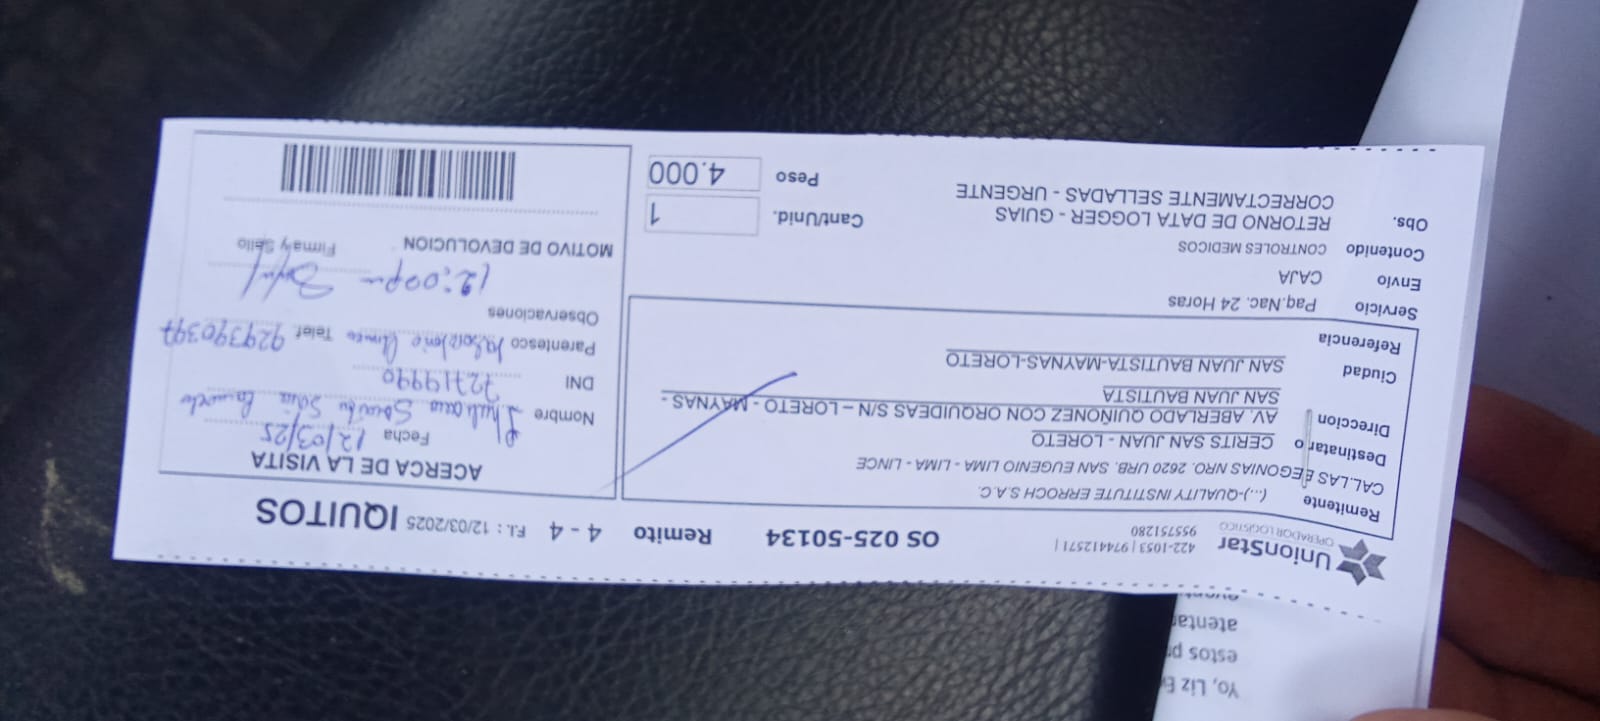 UnionStar
OPERADOR LOGÍSTICO
422-1053 | 974412571 |
955751280
OS 025-50134
Remito 4 - 4 F.I.: 12/03/2025 IQUITOS
Remitente (...)-QUALITY INSTITUTE ERROCH S.A.C.
CAL.LAS BEGONIAS NRO. 2620 URB. SAN EUGENIO LIMA - LIMA - LINCE
Destinatario CERITS SAN JUAN - LORETO
Direccion AV. ABERLADO QUIÑONEZ CON ORQUIDEAS S/N – LORETO - MAYNAS -
SAN JUAN BAUTISTA
Ciudad SAN JUAN BAUTISTA-MAYNAS-LORETO
Referencia
Servicio Paq.Nac. 24 Horas
Envío CAJA
Contenido CONTROLES MEDICOS
Obs. RETORNO DE DATA LOGGER - GUIAS
CORRECTAMENTE SELLADAS - URGENTE
Cant/Unid. 1
Peso 4.000
ACERCA DE LA VISITA
Fecha 12/03/25
Nombre
DNI 72719990
Parentesco Telef. 929390397
Observaciones
12:00pm
MOTIVO DE DEVOLUCION Firma y Sello
Yo, Liz
estos